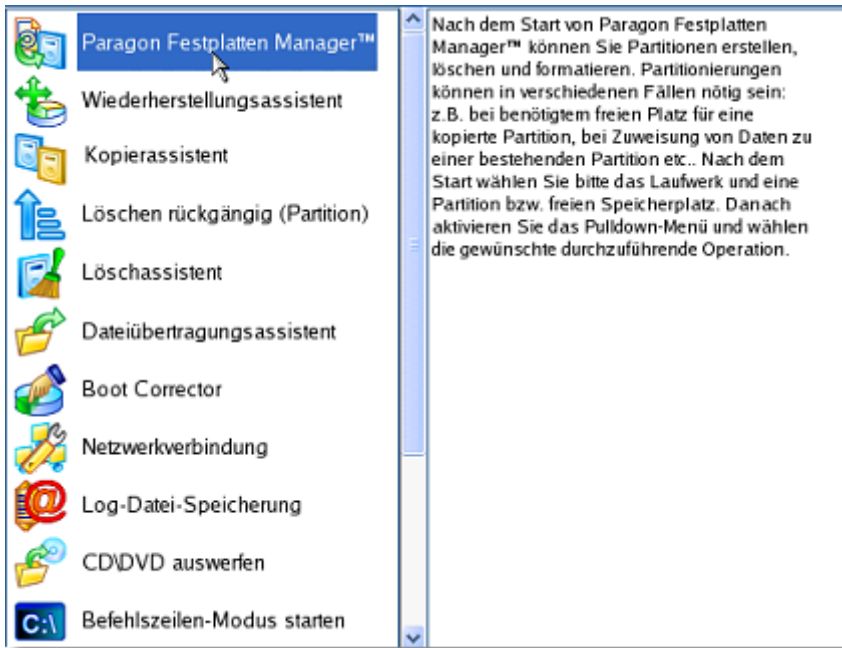 Paragon Festplatten Manager™
Wiederherstellungsassistent
Kopierassistent
Löschen rückgängig (Partition)
Löschassistent
Dateiübertragungsassistent
Boot Corrector
Netzwerkverbindung
Log-Datei-Speicherung
CD\DVD auswerfen
C:\
Befehlszeilen-Modus starten
Nach dem Start von Paragon Festplatten
Manager™ können Sie Partitionen erstellen,
löschen und formatieren. Partitionierungen
können in verschiedenen Fällen nötig sein:
z.B. bei benötigtem freien Platz für eine
kopierte Partition, bei Zuweisung von Daten zu
einer bestehenden Partition etc.. Nach dem
Start wählen Sie bitte das Laufwerk und eine
Partition bzw. freien Speicherplatz. Danach
aktivieren Sie das Pulldown-Menü und wählen
die gewünschte durchzuführende Operation.